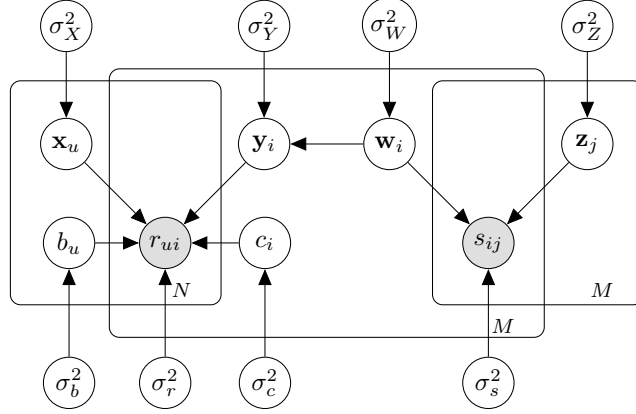 σ²_X σ²_Y σ²_W σ²_Z
x_u y_i w_i z_j
b_u r_ui c_i s_ij
N M
M
σ²_b σ²_r σ²_c σ²_s